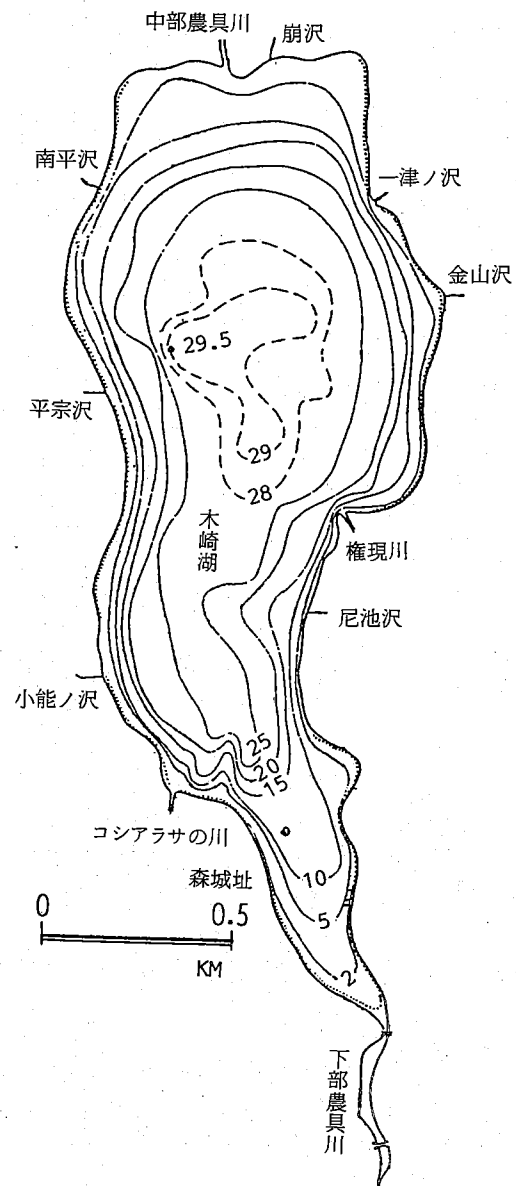 中部農具川
崩沢
南平沢
一津ノ沢
金山沢
29.5
平宗沢
29
28
木崎湖
権現川
尼池沢
小能ノ沢
25
20
15
コシアラサの川
10
森城址
0 0.5
5
KM
2
下部農具川